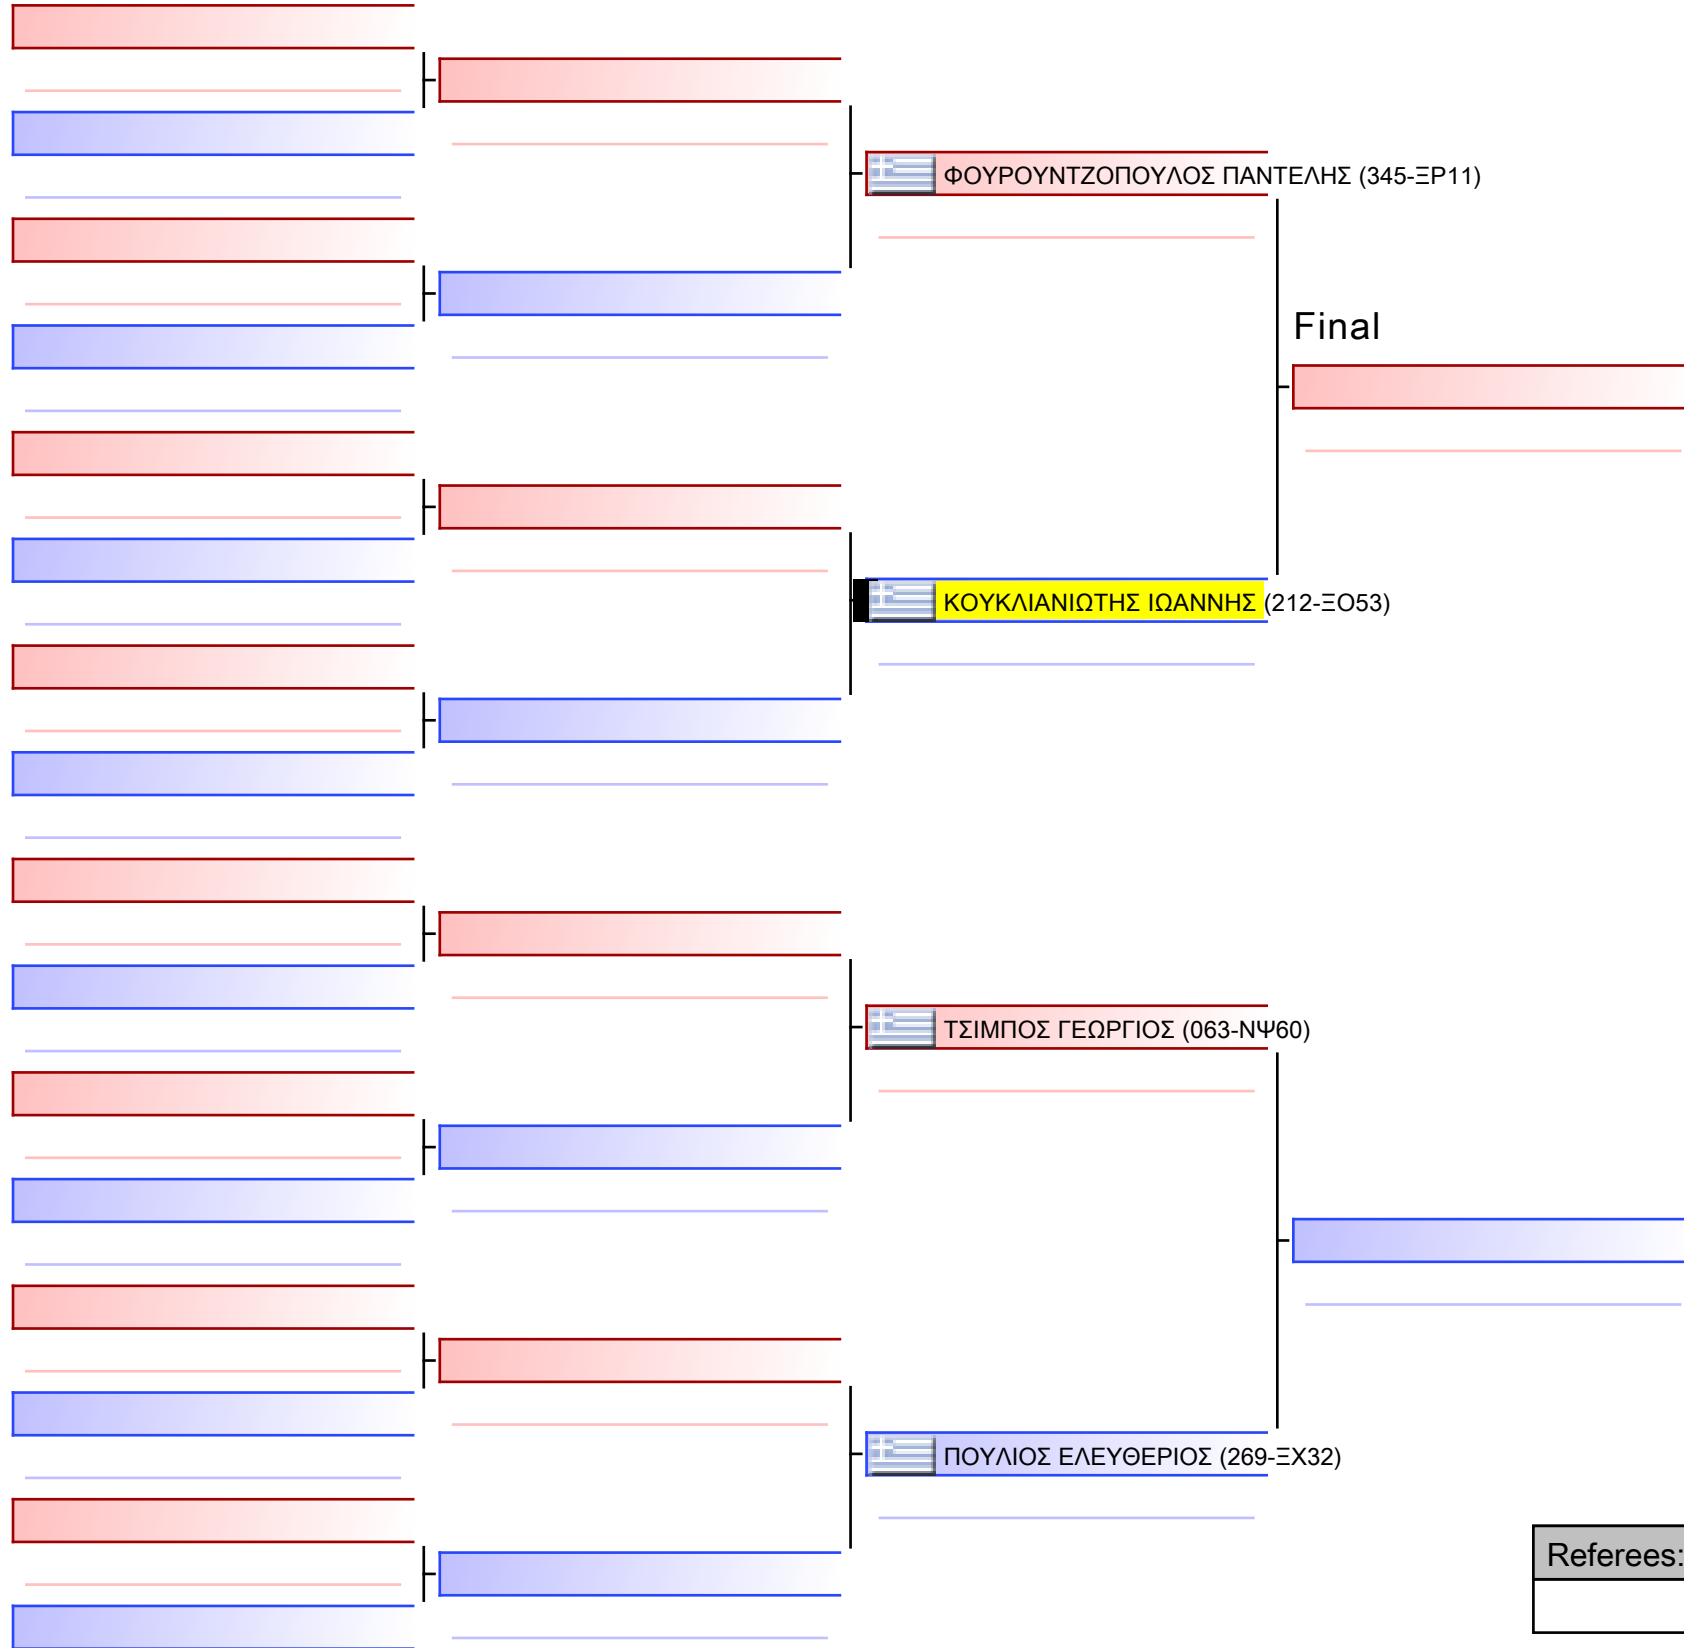 ΦΟΥΡΟΥΝΤΖΟΠΟΥΛΟΣ ΠΑΝΤΕΛΗΣ (345-ΞΡ11)
Final
ΚΟΥΚΛΙΑΝΙΩΤΗΣ ΙΩΑΝΝΗΣ (212-ΞΟ53)
ΤΣΙΜΠΟΣ ΓΕΩΡΓΙΟΣ (063-ΝΨ60)
ΠΟΥΛΙΟΣ ΕΛΕΥΘΕΡΙΟΣ (269-ΞΧ32)
Referees: